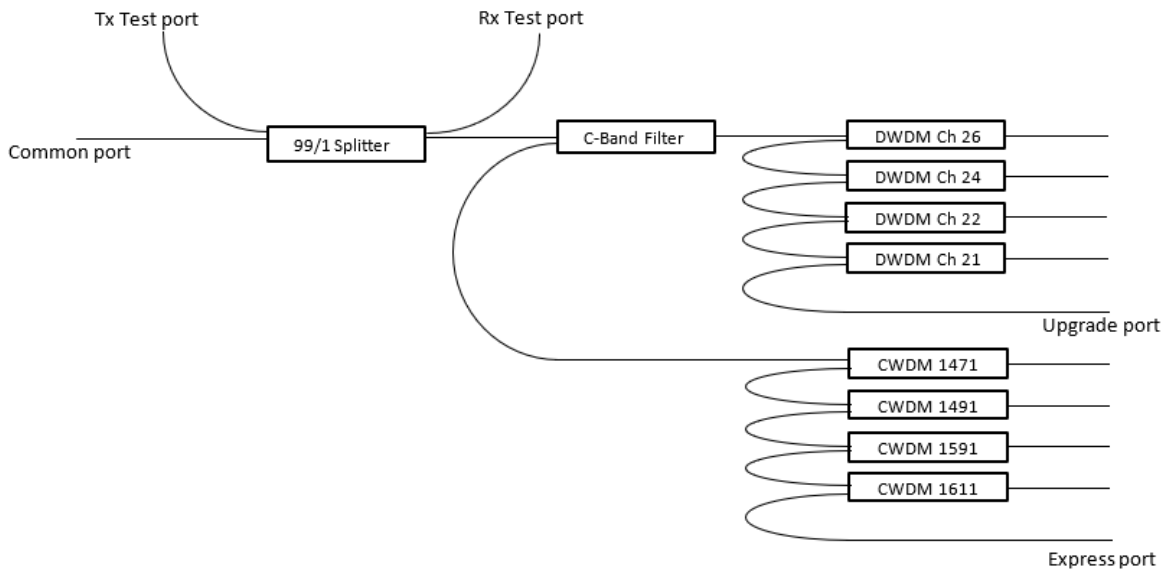 Tx Test port
Rx Test port
Common port
99/1 Splitter
C-Band Filter
DWDM Ch 26
DWDM Ch 24
DWDM Ch 22
DWDM Ch 21
Upgrade port
CWDM 1471
CWDM 1491
CWDM 1591
CWDM 1611
Express port